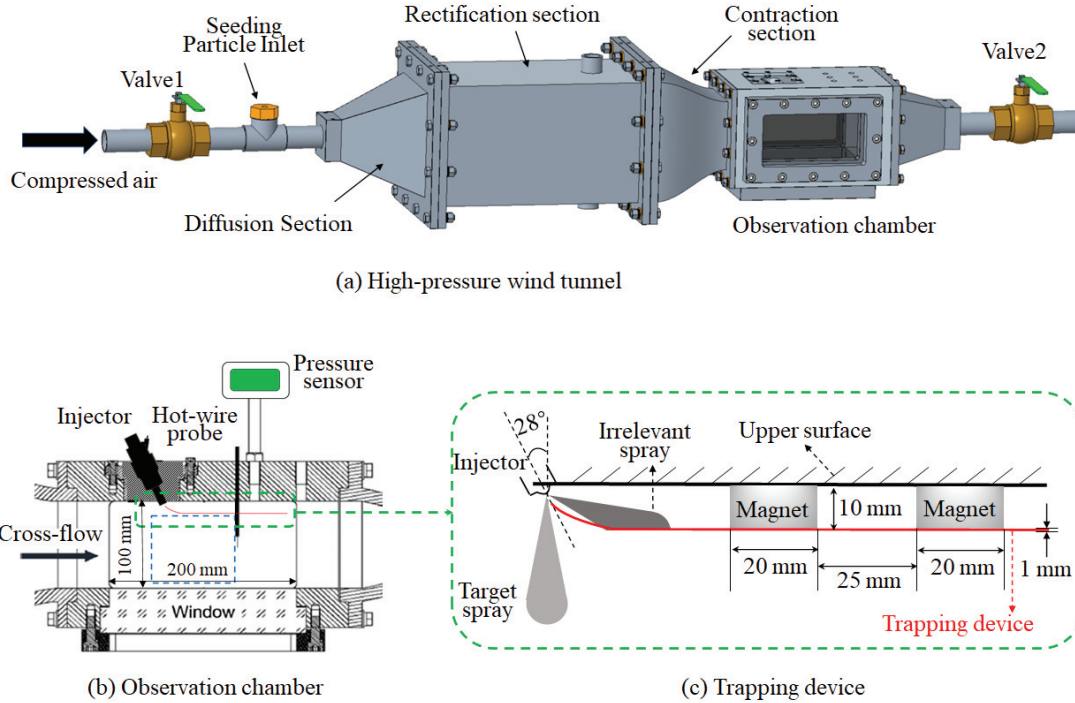 Rectification section
Contraction
section
Seeding
Particle Inlet
Valve1
Valve2
Compressed air
Diffusion Section
Observation chamber
(a) High-pressure wind tunnel
Pressure
sensor
Injector
Hot-wire
probe
Cross-flow
100 mm
200 mm
Window
(b) Observation chamber
28°
Injector
Irrelevant
spray
Upper surface
Magnet
10 mm
Magnet
20 mm
25 mm
20 mm
1 mm
Target
spray
Trapping device
(c) Trapping device